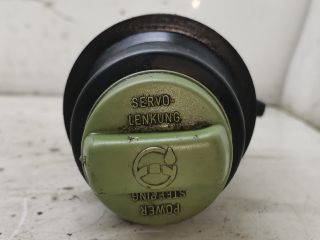 SERVO-
LENKUNG
POWER
STEERING